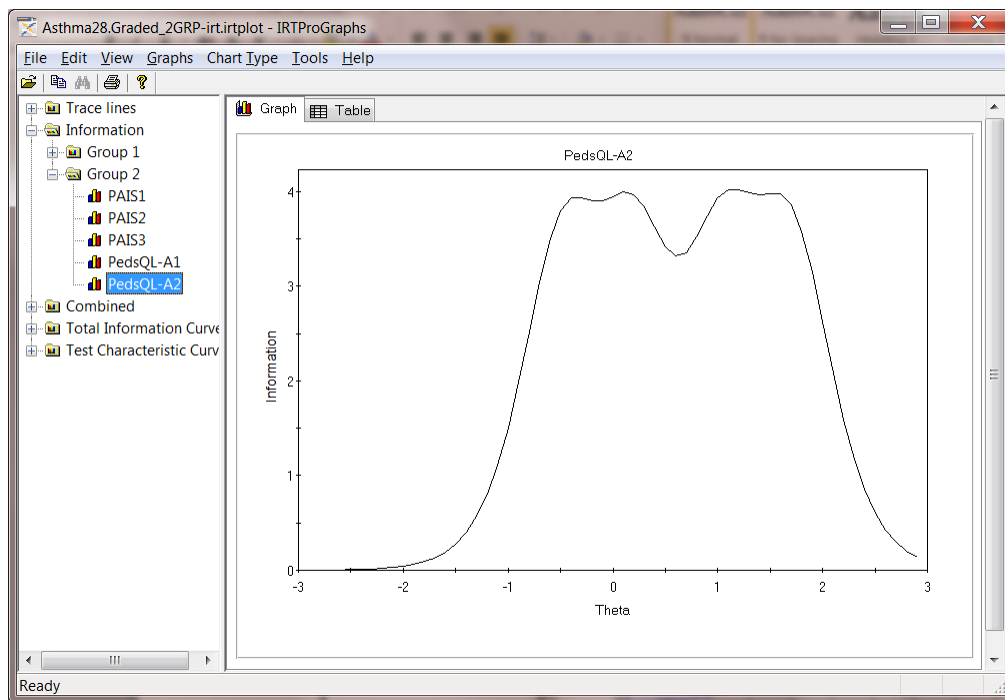 Asthma28.Graded_2GRP-irt.irtplot - IRTProGraphs
File Edit View Graphs Chart Type Tools Help
Trace lines
Information
Group 1
Group 2
PAIS1
PAIS2
PAIS3
PedsQL-A1
PedsQL-A2
Combined
Total Information Curve
Test Characteristic Curv
Graph Table
PedsQL-A2
4
3
2
1
0
Information
-3 -2 -1 0 1 2 3
Theta
Ready